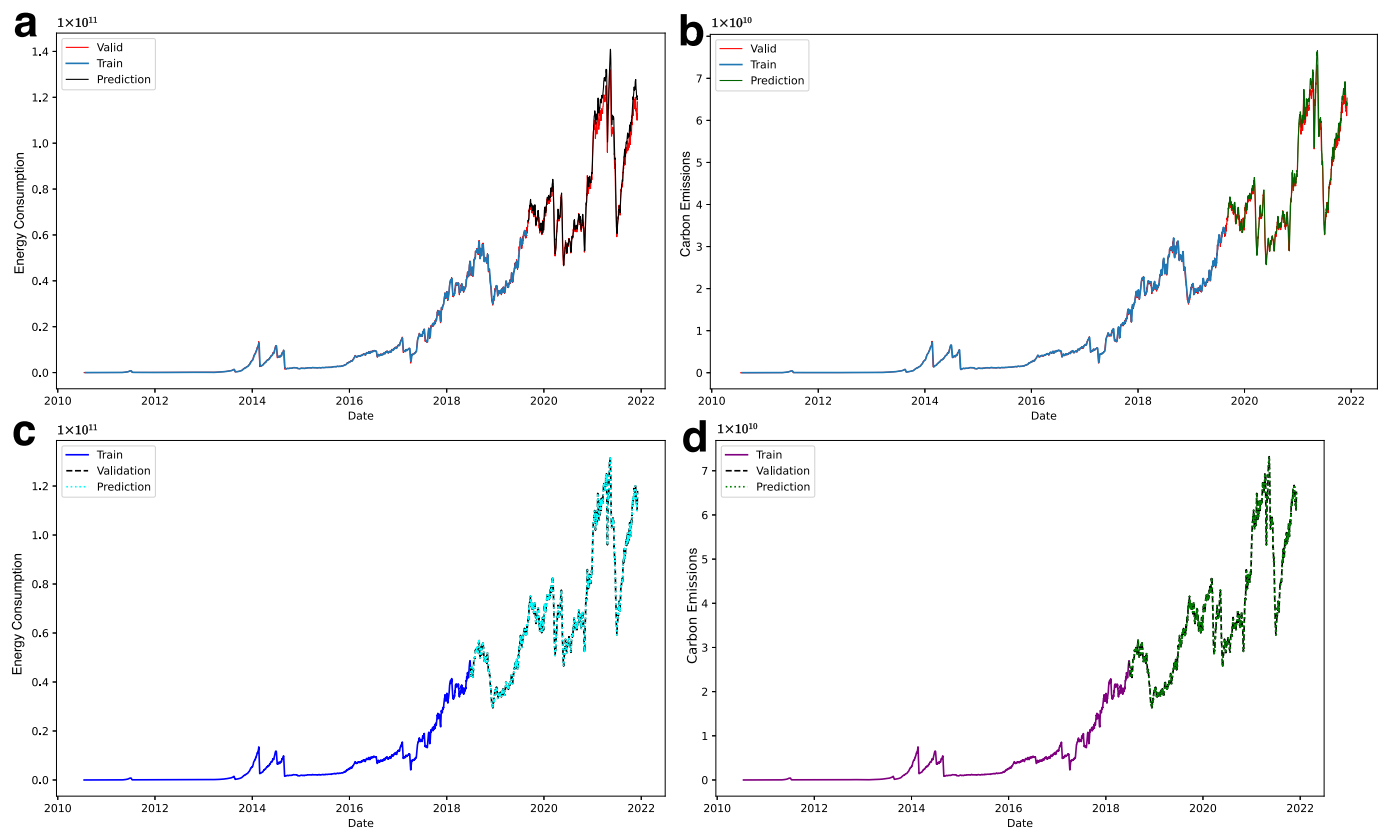 a
1×10¹¹
Valid
Train
Prediction
1.4
1.2
1.0
0.8
0.6
0.4
0.2
0.0
Energy Consumption
2010 2012 2014 2016 2018 2020 2022
Date
b
1×10¹⁰
Valid
Train
Prediction
8
7
6
5
4
3
2
1
0
Carbon Emissions
2010 2012 2014 2016 2018 2020 2022
Date
c
1×10¹¹
Train
Validation
Prediction
1.2
1.0
0.8
0.6
0.4
0.2
0.0
Energy Consumption
2010 2012 2014 2016 2018 2020 2022
Date
d
1×10¹⁰
Train
Validation
Prediction
7
6
5
4
3
2
1
0
Carbon Emissions
2010 2012 2014 2016 2018 2020 2022
Date